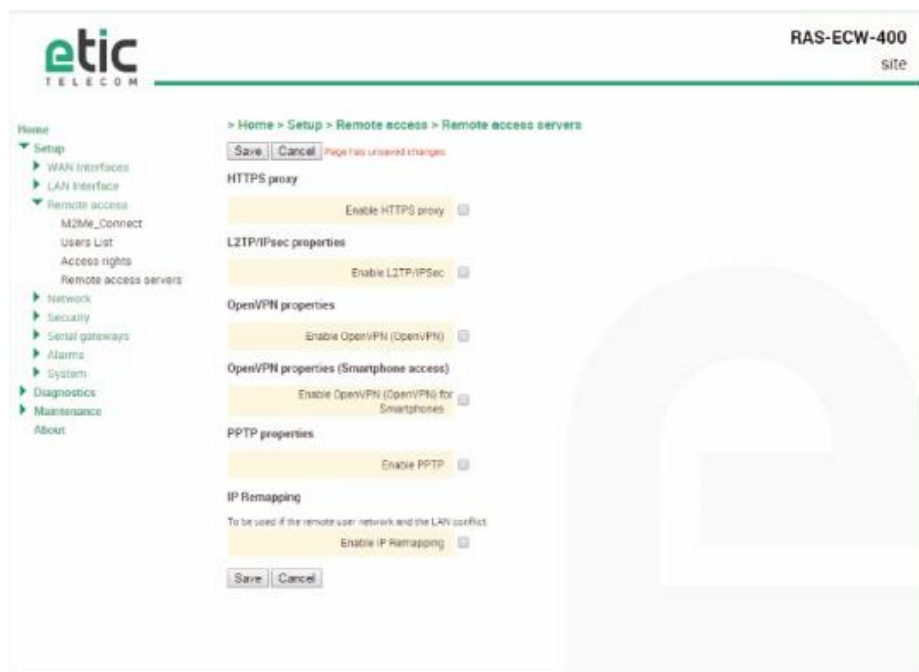 etic
TELECOM
RAS-ECW-400
site
Home
Setup
WAN Interfaces
LAN Interface
Remote access
M2Me_Connect
Users List
Access rights
Remote access servers
Network
Security
Serial gateways
Alarms
System
Diagnostics
Maintenance
About
> Home > Setup > Remote access > Remote access servers
Save Cancel Page has unsaved changes
HTTPS proxy
Enable HTTPS proxy
L2TP/IPsec properties
Enable L2TP/IPSec
OpenVPN properties
Enable OpenVPN (OpenVPN)
OpenVPN properties (Smartphone access)
Enable OpenVPN (OpenVPN) for
Smartphones
PPTP properties
Enable PPTP
IP Remapping
To be used if the remote user network and the LAN conflict.
Enable IP Remapping
Save Cancel